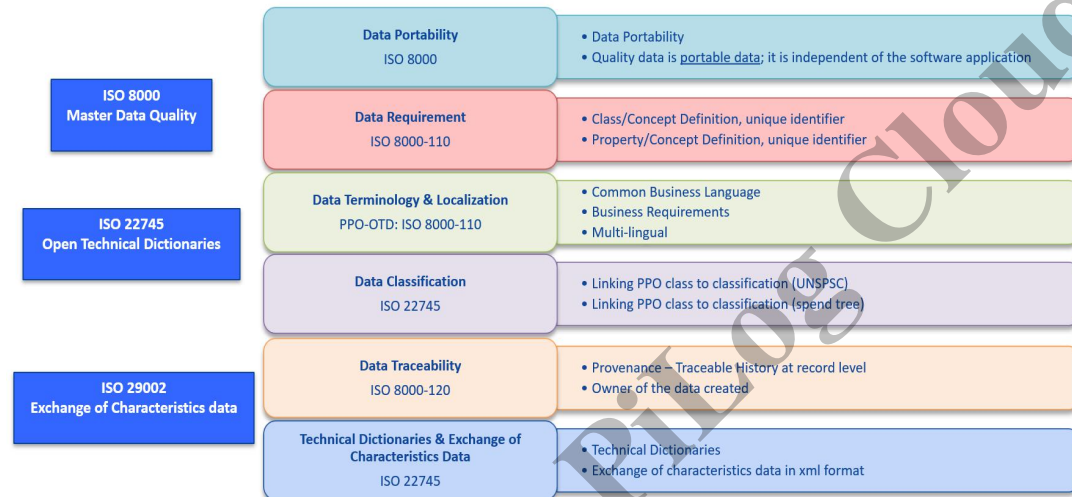 ISO 8000
Master Data Quality
ISO 22745
Open Technical Dictionaries
ISO 29002
Exchange of Characteristics data
Data Portability
ISO 8000
• Data Portability
• Quality data is portable data; it is independent of the software application
Data Requirement
ISO 8000-110
• Class/Concept Definition, unique identifier
• Property/Concept Definition, unique identifier
Data Terminology & Localization
PPO-OTD: ISO 8000-110
• Common Business Language
• Business Requirements
• Multi-lingual
Data Classification
ISO 22745
• Linking PPO class to classification (UNSPSC)
• Linking PPO class to classification (spend tree)
Data Traceability
ISO 8000-120
• Provenance – Traceable History at record level
• Owner of the data created
Technical Dictionaries & Exchange of
Characteristics Data
ISO 22745
• Technical Dictionaries
• Exchange of characteristics data in xml format
PiLog Cloud